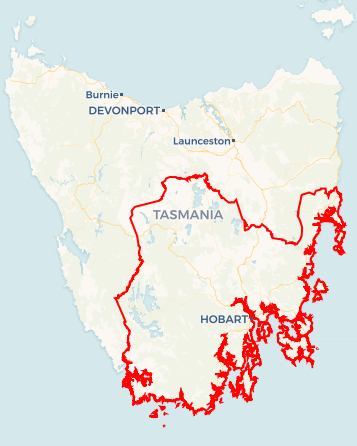 Burnie
DEVONPORT
Launceston
TASMANIA
HOBART